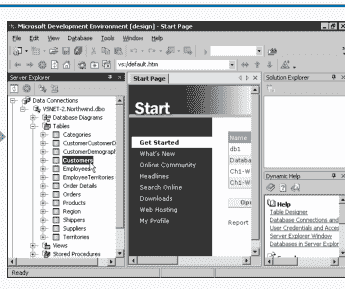 Microsoft Development Environment [design] - Start Page
File Edit View Database Tools Window Help
vs:/default.htm
Server Explorer
Data Connections
VSNET-2.Northwind.dbo
Database Diagrams
Tables
Categories
CustomerCustomerD
CustomerDemograph
Customers
Employees
EmployeeTerritories
Order Details
Orders
Products
Region
Shippers
Suppliers
Territories
Views
Stored Procedures
Start Page
Start
Get Started
What's New
Online Community
Headlines
Search Online
Downloads
Web Hosting
My Profile
Name
db1
Databa
Ch1-W
Ch1-W
Ope
Report
Solution Explorer
Dynamic Help
Help
Table Designer
Database Connections and
User Credentials and Acces
Server Explorer Window
Databases in Server Explor
Ready